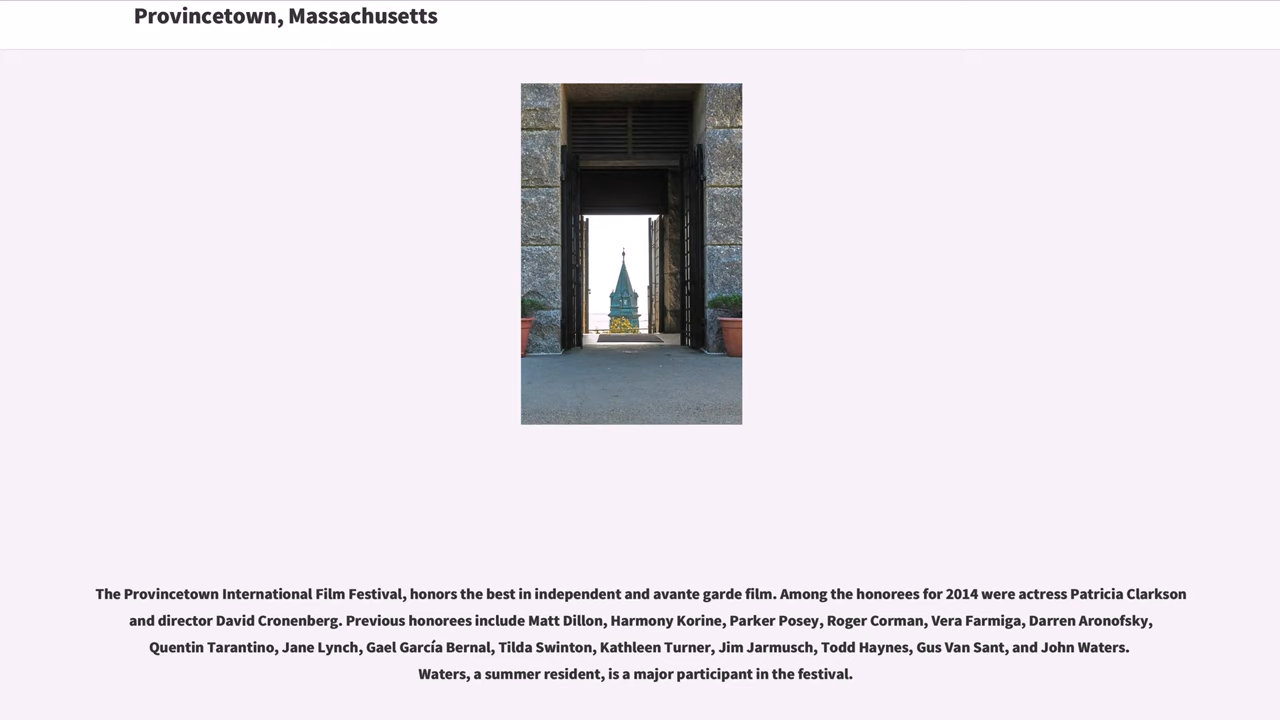 Provincetown, Massachusetts
The Provincetown International Film Festival, honors the best in independent and avante garde film. Among the honorees for 2014 were actress Patricia Clarkson
and director David Cronenberg. Previous honorees include Matt Dillon, Harmony Korine, Parker Posey, Roger Corman, Vera Farmiga, Darren Aronofsky,
Quentin Tarantino, Jane Lynch, Gael García Bernal, Tilda Swinton, Kathleen Turner, Jim Jarmusch, Todd Haynes, Gus Van Sant, and John Waters.
Waters, a summer resident, is a major participant in the festival.